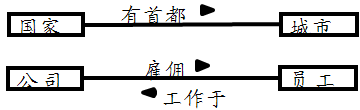 国家 有首都 城市
公司 雇佣 员工
工作于